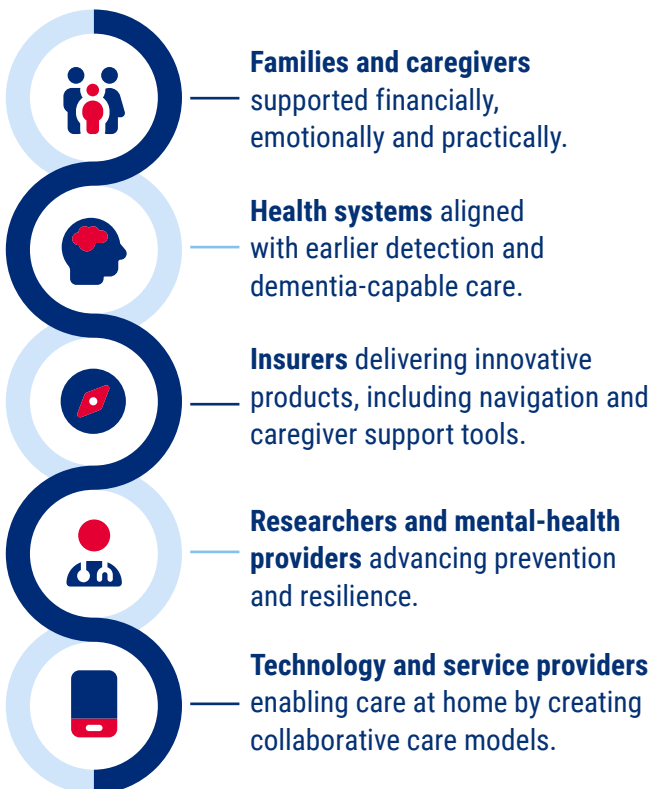 Families and caregivers
supported financially,
emotionally and practically.
Health systems aligned
with earlier detection and
dementia-capable care.
Insurers delivering innovative
products, including navigation and
caregiver support tools.
Researchers and mental-health
providers advancing prevention
and resilience.
Technology and service providers
enabling care at home by creating
collaborative care models.